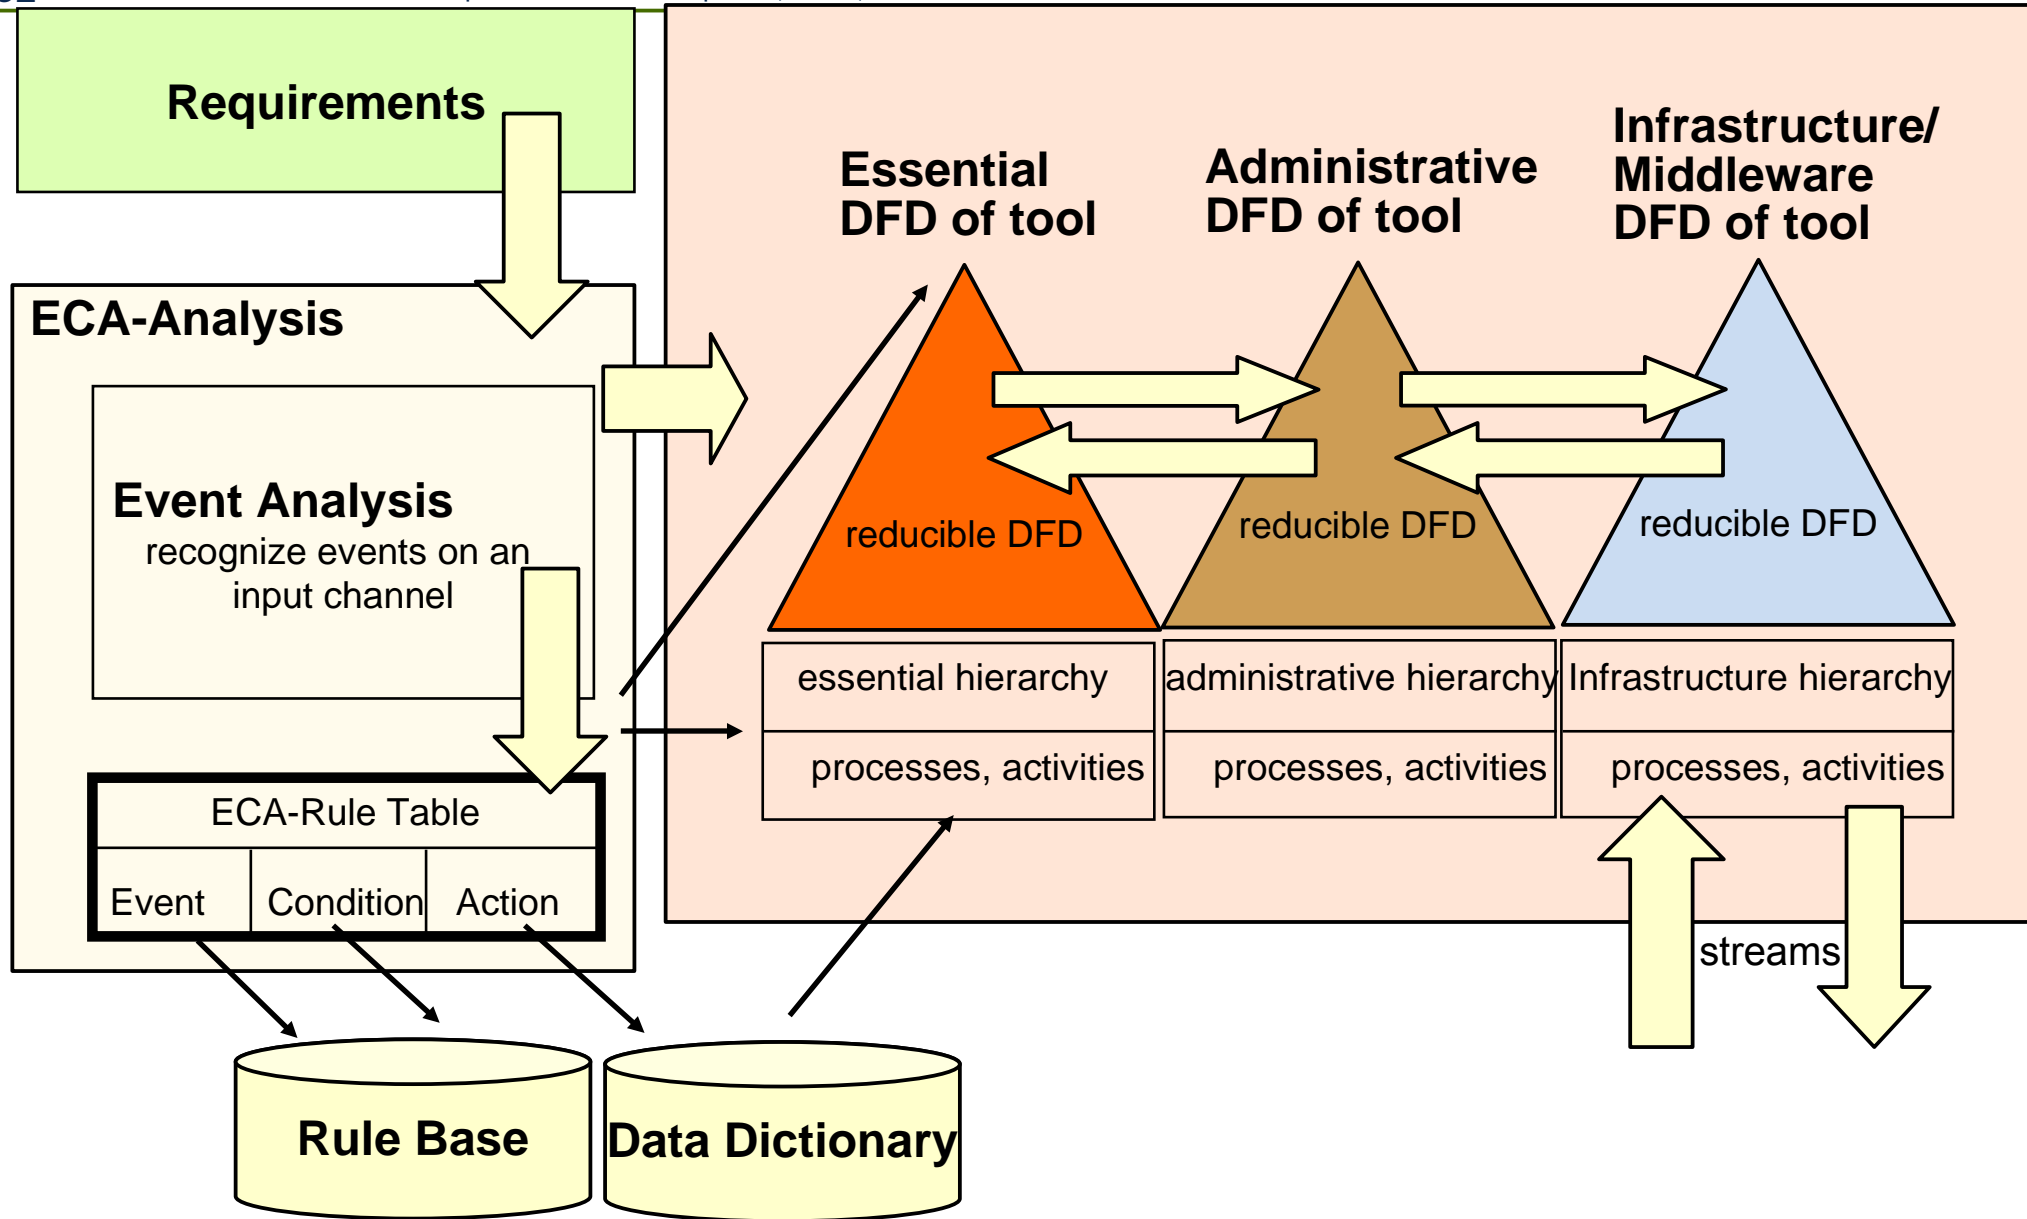 Requirements
ECA-Analysis
Event Analysis
recognize events on an
input channel
ECA-Rule Table
Event
Condition
Action
Rule Base
Data Dictionary
Essential
DFD of tool
Administrative
DFD of tool
Infrastructure/
Middleware
DFD of tool
reducible DFD
reducible DFD
reducible DFD
essential hierarchy
administrative hierarchy
Infrastructure hierarchy
processes, activities
processes, activities
processes, activities
streams